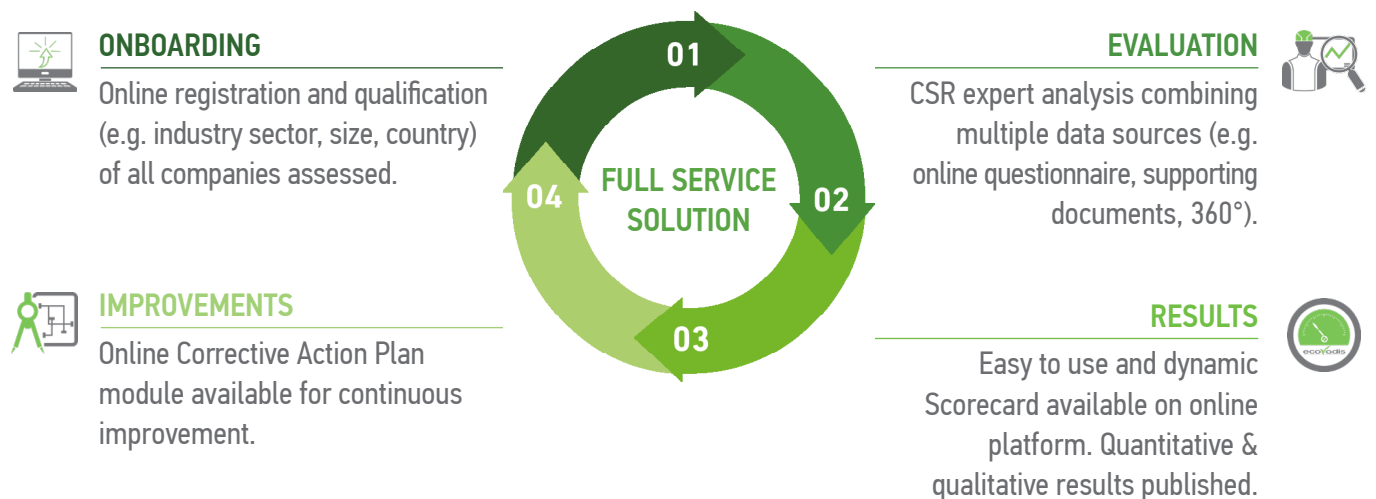 ONBOARDING
Online registration and qualification
(e.g. industry sector, size, country)
of all companies assessed.
01
02
03
04
FULL SERVICE
SOLUTION
EVALUATION
CSR expert analysis combining
multiple data sources (e.g.
online questionnaire, supporting
documents, 360°).
IMPROVEMENTS
Online Corrective Action Plan
module available for continuous
improvement.
RESULTS
Easy to use and dynamic
Scorecard available on online
platform. Quantitative &
qualitative results published.
ecoVadis